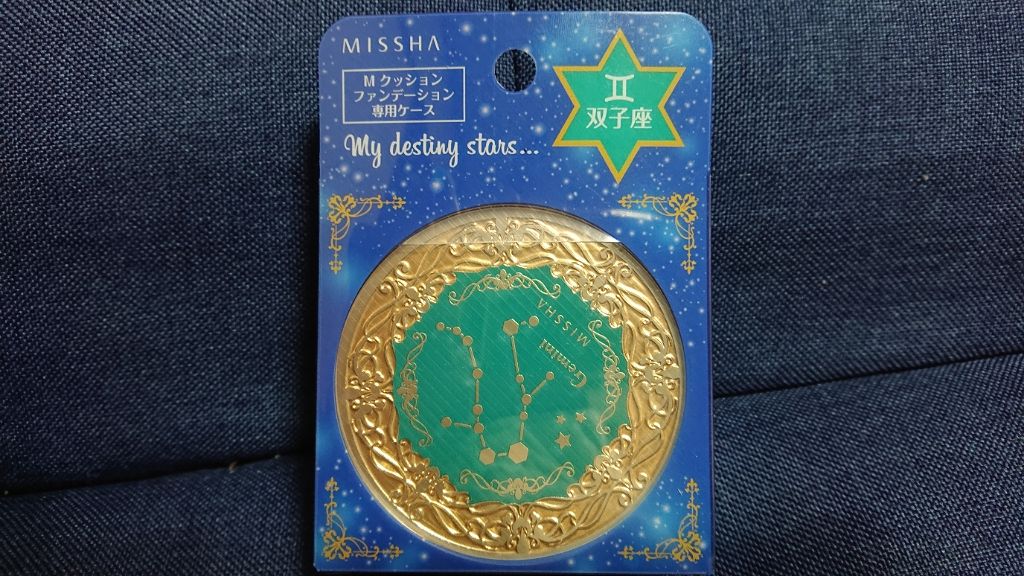 MISSHA
M クッション
ファンデーション
専用ケース
My destiny stars...
♊
双子座
MISSHA
Gemini